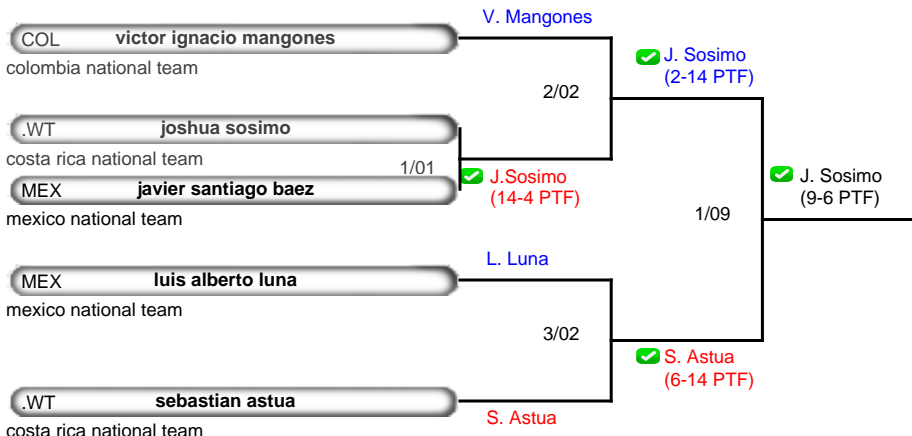 V. Mangones
COL victor ignacio mangones
colombia national team
J. Sosimo
(2-14 PTF)
2/02
.WT joshua sosimo
costa rica national team
1/01
MEX javier santiago baez
mexico national team
J.Sosimo
(14-4 PTF)
J. Sosimo
(9-6 PTF)
1/09
L. Luna
MEX luis alberto luna
mexico national team
3/02
S. Astua
(6-14 PTF)
.WT sebastian astua
costa rica national team
S. Astua